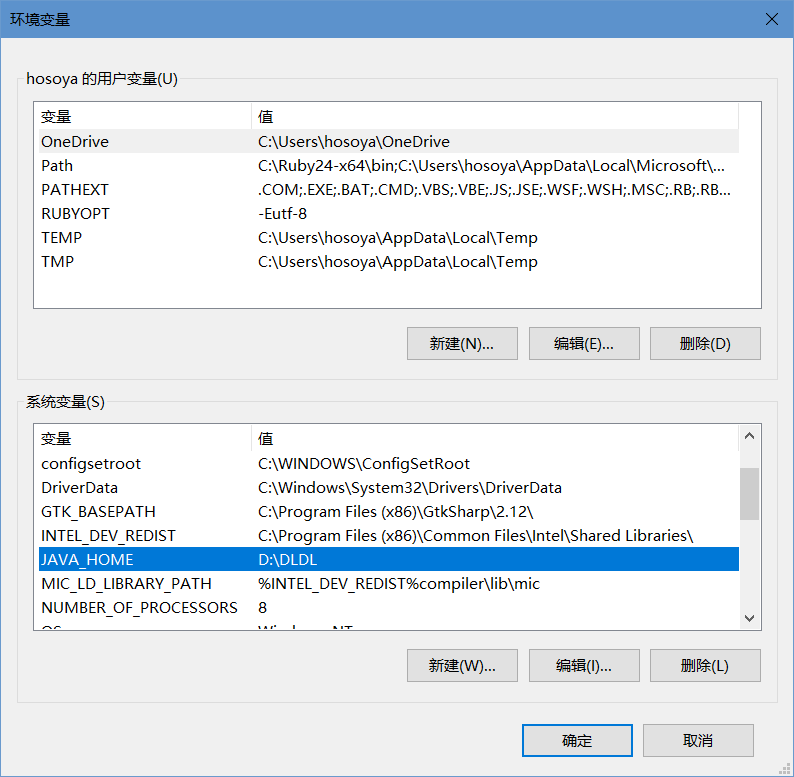 环境变量
hosoya 的用户变量(U)
变量 值
OneDrive C:\Users\hosoya\OneDrive
Path C:\Ruby24-x64\bin;C:\Users\hosoya\AppData\Local\Microsoft\...
PATHEXT .COM;.EXE;.BAT;.CMD;.VBS;.VBE;.JS;.JSE;.WSF;.WSH;.MSC;.RB;.RB...
RUBYOPT -Eutf-8
TEMP C:\Users\hosoya\AppData\Local\Temp
TMP C:\Users\hosoya\AppData\Local\Temp
新建(N)... 编辑(E)... 删除(D)
系统变量(S)
变量 值
configsetroot C:\WINDOWS\ConfigSetRoot
DriverData C:\Windows\System32\Drivers\DriverData
GTK_BASEPATH C:\Program Files (x86)\GtkSharp\2.12\
INTEL_DEV_REDIST C:\Program Files (x86)\Common Files\Intel\Shared Libraries\
JAVA_HOME D:\DLDL
MIC_LD_LIBRARY_PATH %INTEL_DEV_REDIST%compiler\lib\mic
NUMBER_OF_PROCESSORS 8
OS Windows_NT
新建(W)... 编辑(I)... 删除(L)
确定 取消